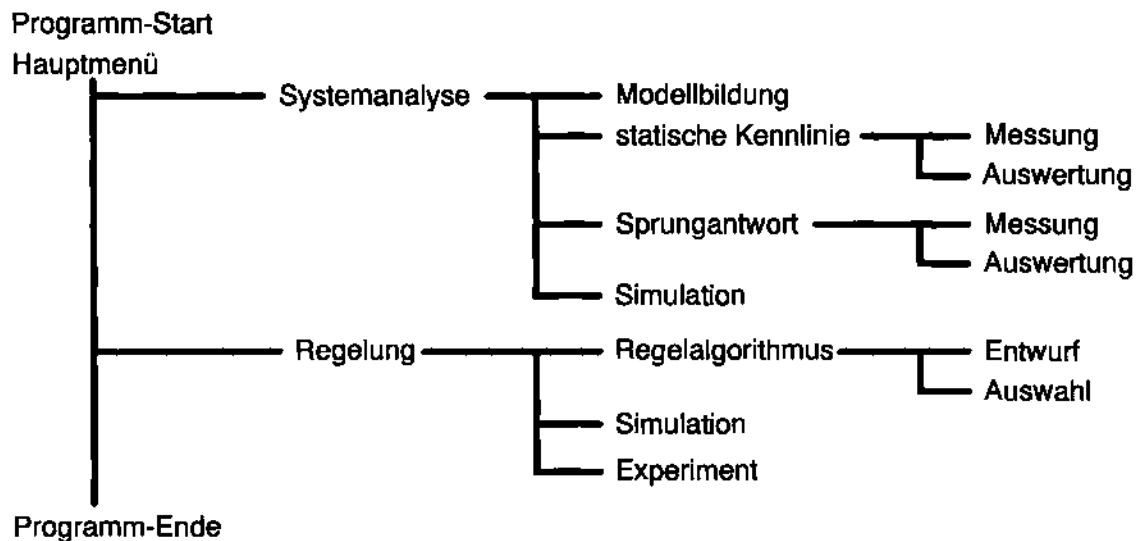 Programm-Start
Hauptmenü
Systemanalyse
Modellbildung
statische Kennlinie
Messung
Auswertung
Sprungantwort
Messung
Auswertung
Simulation
Regelung
Regelalgorithmus
Entwurf
Auswahl
Simulation
Experiment
Programm-Ende